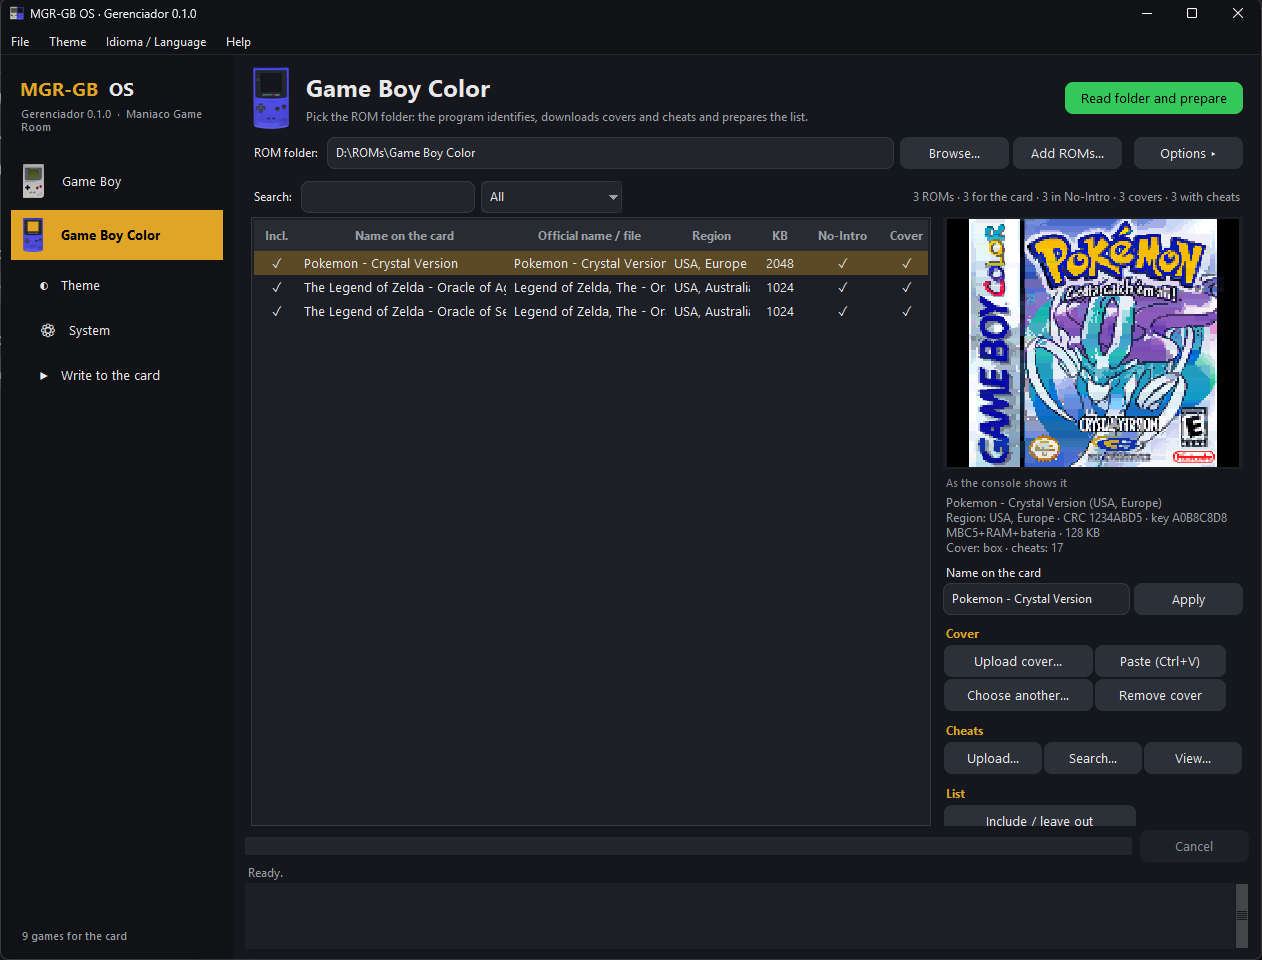 MGR-GB OS · Gerenciador 0.1.0
File Theme Idioma / Language Help
MGR-GB OS
Gerenciador 0.1.0 · Maniaco Game
Room
Game Boy
Game Boy Color
Theme
System
Write to the card
9 games for the card
Game Boy Color
Pick the ROM folder: the program identifies, downloads covers and cheats and prepares the list.
Read folder and prepare
ROM folder: D:\ROMs\Game Boy Color Browse... Add ROMs... Options ▸
Search: All 3 ROMs · 3 for the card · 3 in No-Intro · 3 covers · 3 with cheats
Incl. Name on the card Official name / file Region KB No-Intro Cover
✓ Pokemon - Crystal Version Pokemon - Crystal Version USA, Europe 2048 ✓ ✓
✓ The Legend of Zelda - Oracle of Ag Legend of Zelda, The - Or USA, Australia 1024 ✓ ✓
✓ The Legend of Zelda - Oracle of Se Legend of Zelda, The - Or USA, Australia 1024 ✓ ✓
GAME BOY COLOR
POKéMON
CRYSTAL VERSION
E
Nintendo
As the console shows it
Pokemon - Crystal Version (USA, Europe)
Region: USA, Europe · CRC 1234ABD5 · key A0B8C8D8
MBC5+RAM+bateria · 128 KB
Cover: box · cheats: 17
Name on the card
Pokemon - Crystal Version Apply
Cover
Upload cover... Paste (Ctrl+V)
Choose another... Remove cover
Cheats
Upload... Search... View...
List
Include / leave out
Cancel
Ready.